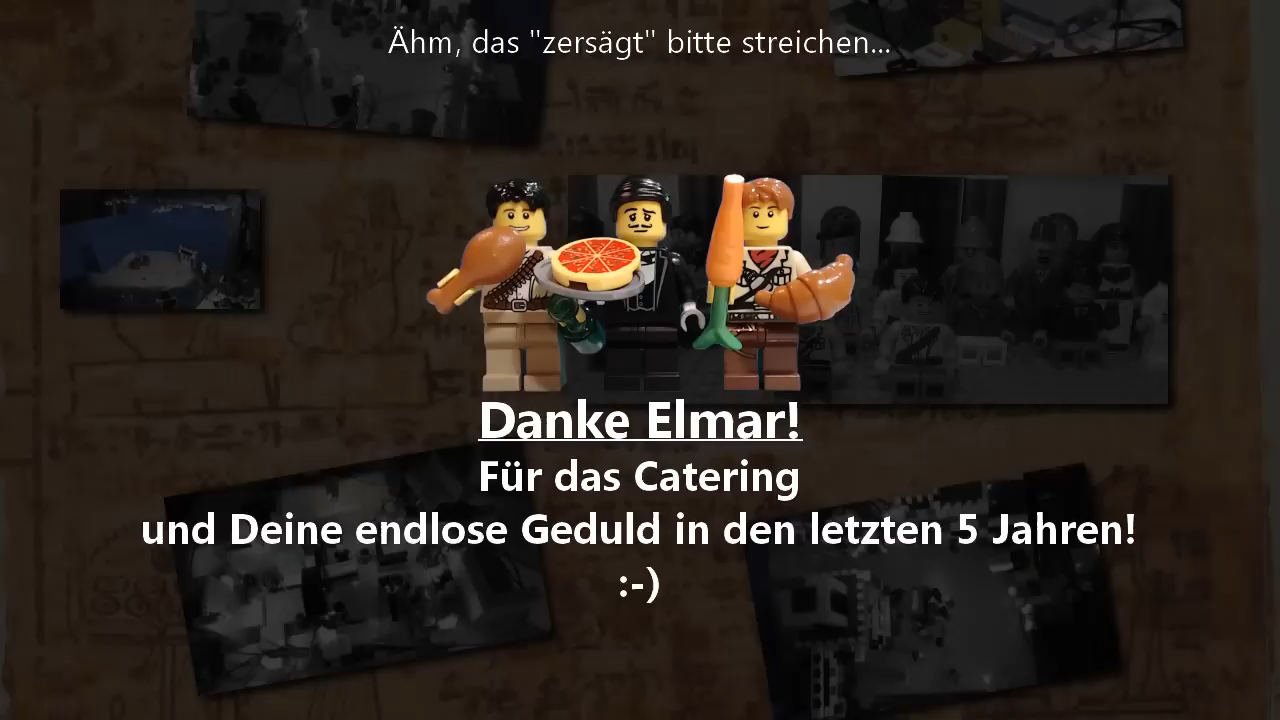 Ähm, das "zersägt" bitte streichen...
Danke Elmar!
Für das Catering
und Deine endlose Geduld in den letzten 5 Jahren!
:-)